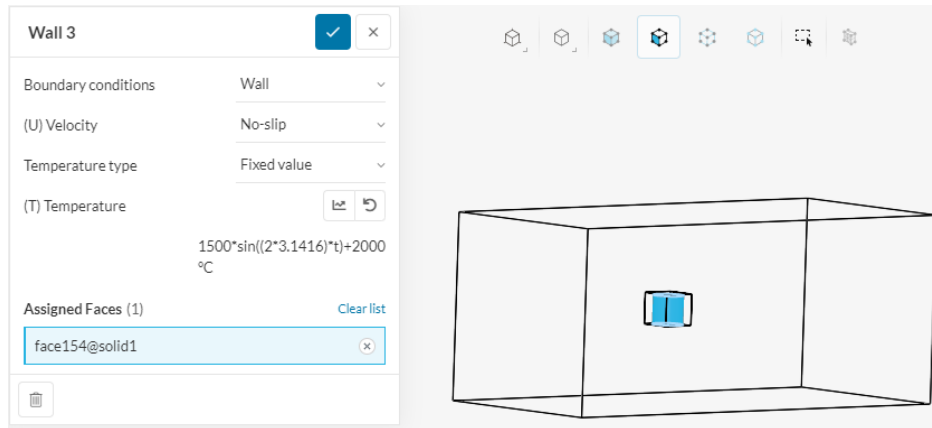 Wall 3
Boundary conditions Wall
(U) Velocity No-slip
Temperature type Fixed value
(T) Temperature
1500*sin((2*3.1416)*t)+2000
°C
Assigned Faces (1) Clear list
face154@solid1